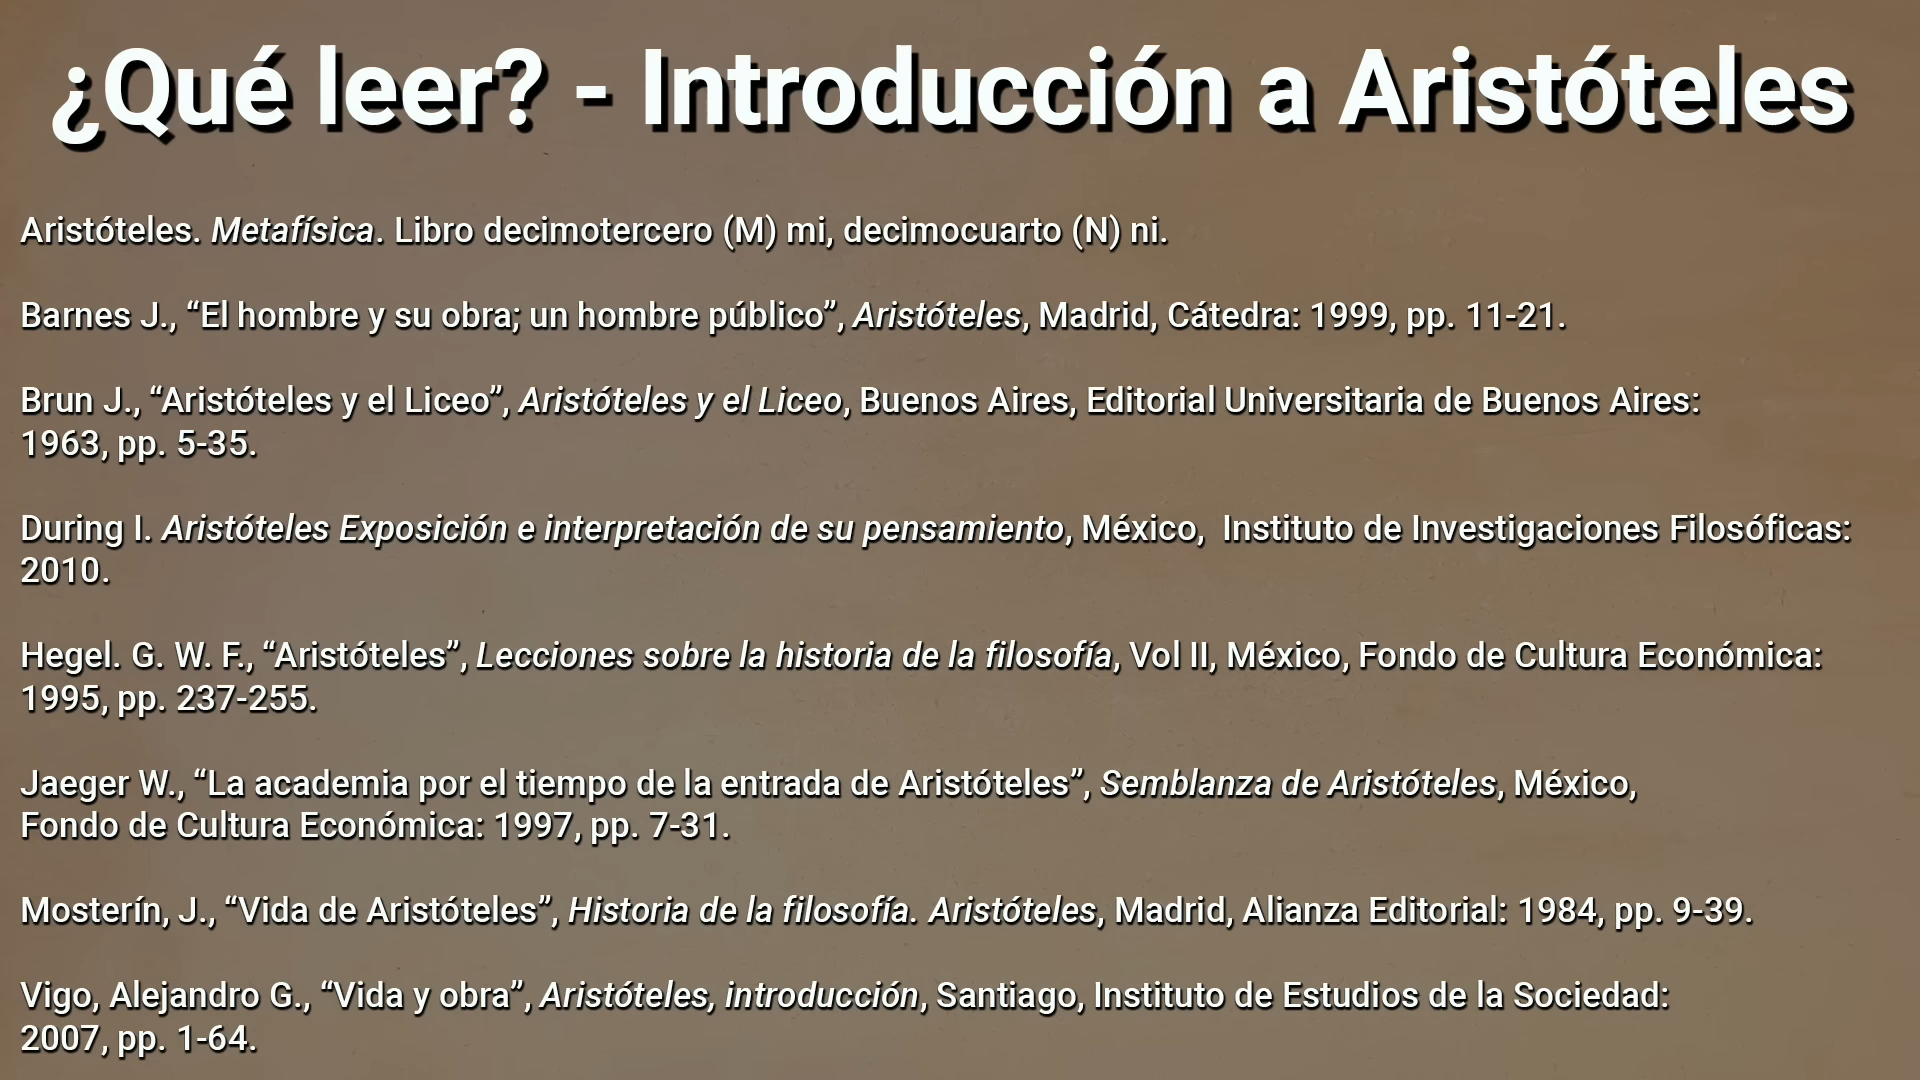 ¿Qué leer? - Introducción a Aristóteles
Aristóteles. Metafísica. Libro decimotercero (M) mi, decimocuarto (N) ni.
Barnes J., “El hombre y su obra; un hombre público”, Aristóteles, Madrid, Cátedra: 1999, pp. 11-21.
Brun J., “Aristóteles y el Liceo”, Aristóteles y el Liceo, Buenos Aires, Editorial Universitaria de Buenos Aires:
1963, pp. 5-35.
During I. Aristóteles Exposición e interpretación de su pensamiento, México,  Instituto de Investigaciones Filosóficas:
2010.
Hegel. G. W. F., “Aristóteles”, Lecciones sobre la historia de la filosofía, Vol II, México, Fondo de Cultura Económica:
1995, pp. 237-255.
Jaeger W., “La academia por el tiempo de la entrada de Aristóteles”, Semblanza de Aristóteles, México,
Fondo de Cultura Económica: 1997, pp. 7-31.
Mosterín, J., “Vida de Aristóteles”, Historia de la filosofía. Aristóteles, Madrid, Alianza Editorial: 1984, pp. 9-39.
Vigo, Alejandro G., “Vida y obra”, Aristóteles, introducción, Santiago, Instituto de Estudios de la Sociedad:
2007, pp. 1-64.